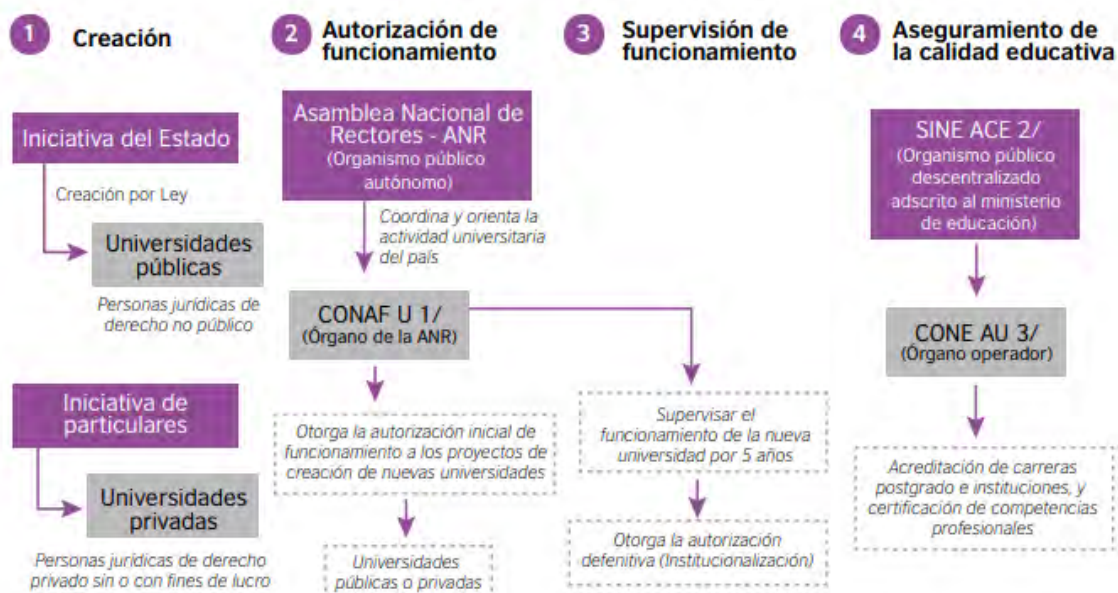 1 Creación
Iniciativa del Estado
Creación por Ley
Universidades
públicas
Personas jurídicas de
derecho no público
Iniciativa de
particulares
Universidades
privadas
Personas jurídicas de derecho
privado sin o con fines de lucro
2 Autorización de
funcionamiento
Asamblea Nacional de
Rectores - ANR
(Organismo público
autónomo)
Coordina y orienta la
actividad universitaria
del país
CONAF U 1/
(Órgano de la ANR)
Otorga la autorización inicial de
funcionamiento a los proyectos de
creación de nuevas universidades
Universidades
públicas o privadas
3 Supervisión de
funcionamiento
Supervisar el
funcionamiento de la nueva
universidad por 5 años
Otorga la autorización
defenitiva (Institucionalización)
4 Aseguramiento de
la calidad educativa
SINE ACE 2/
(Organismo público
descentralizado
adscrito al ministerio
de educación)
CONE AU 3/
(Órgano operador)
Acreditación de carreras
postgrado e instituciones, y
certificación de competencias
profesionales